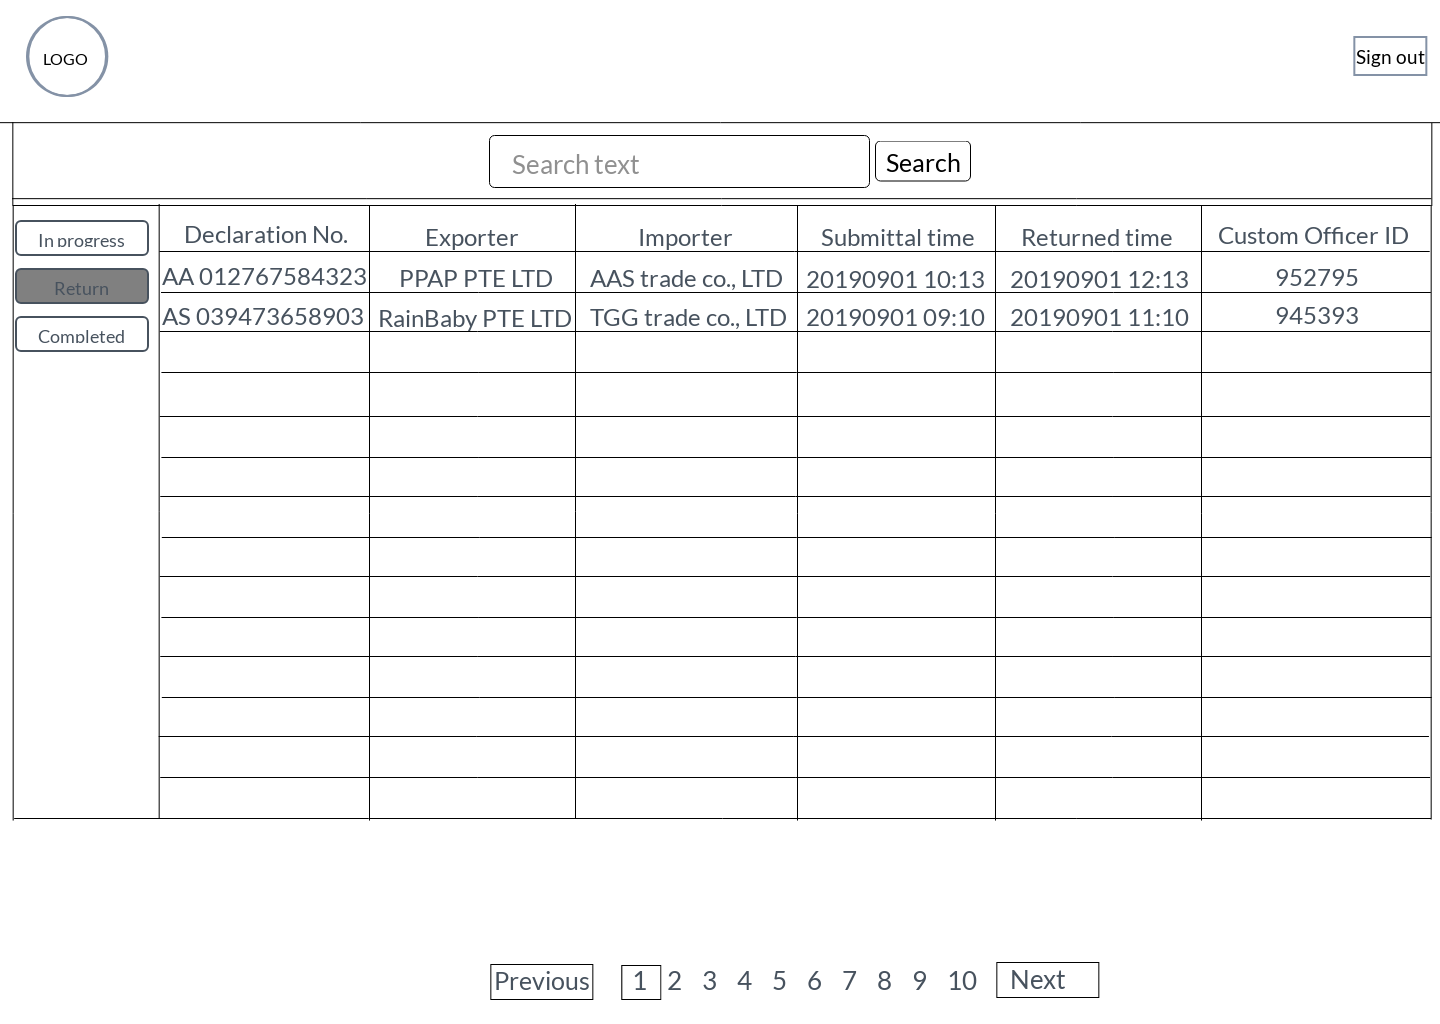 LOGO
Sign out
Search text Search
In progress
Return
Completed
Declaration No. Exporter Importer Submittal time Returned time Custom Officer ID
AA 012767584323 PPAP PTE LTD AAS trade co., LTD 20190901 10:13 20190901 12:13 952795
AS 039473658903 RainBaby PTE LTD TGG trade co., LTD 20190901 09:10 20190901 11:10 945393
Previous 1 2 3 4 5 6 7 8 9 10 Next